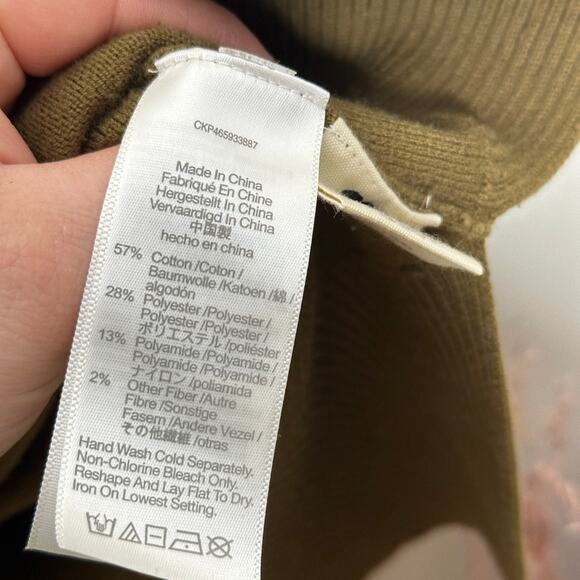 CKP465933887
Made In China
Fabriqué En Chine
Hergestellt In China
Vervaardigd In China
中国製
hecho en china
57% Cotton /Coton /
Baumwolle /Katoen /綿 /
algodón
28% Polyester /Polyester /
Polyester /Polyester /
ポリエステル /poliéster
13% Polyamide /Polyamide /
Polyamide /Polyamide /
ナイロン /poliamida
2% Other Fiber /Autre
Fibre /Sonstige
Fasern /Andere Vezel /
その他繊維 /otras
Hand Wash Cold Separately.
Non-Chlorine Bleach Only.
Reshape And Lay Flat To Dry.
Iron On Lowest Setting.